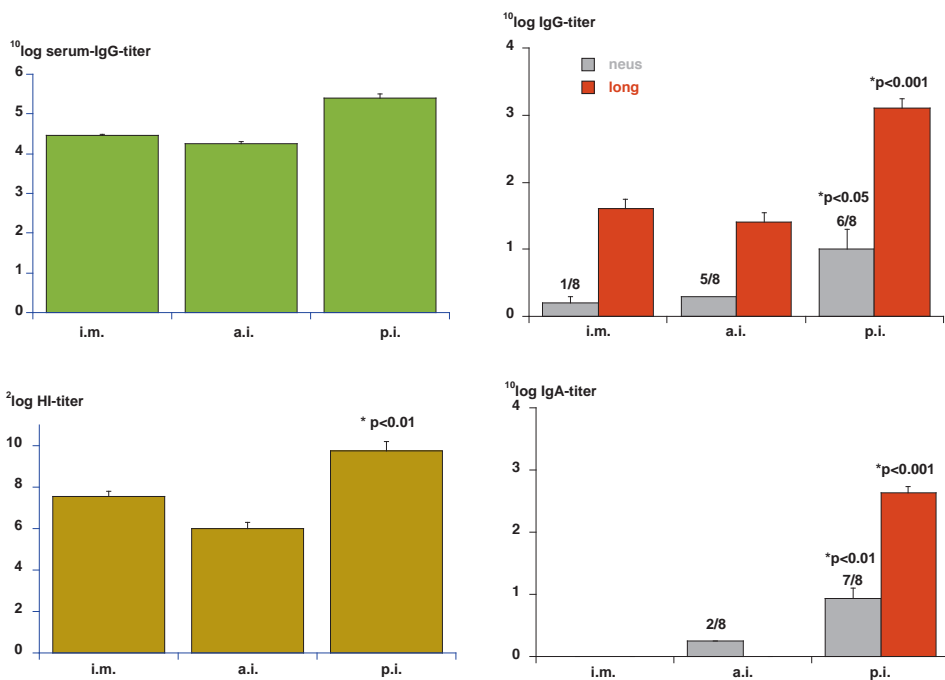 ¹⁰log serum-IgG-titer
6
5
4
3
2
1
0
i.m. a.i. p.i.
¹⁰log IgG-titer
4
3
2
1
0
neus
long
*p<0.001
*p<0.05
6/8
5/8
1/8
i.m. a.i. p.i.
²log HI-titer
10
8
6
4
2
0
* p<0.01
i.m. a.i. p.i.
¹⁰log IgA-titer
4
3
2
1
0
*p<0.001
*p<0.01
7/8
2/8
i.m. a.i. p.i.